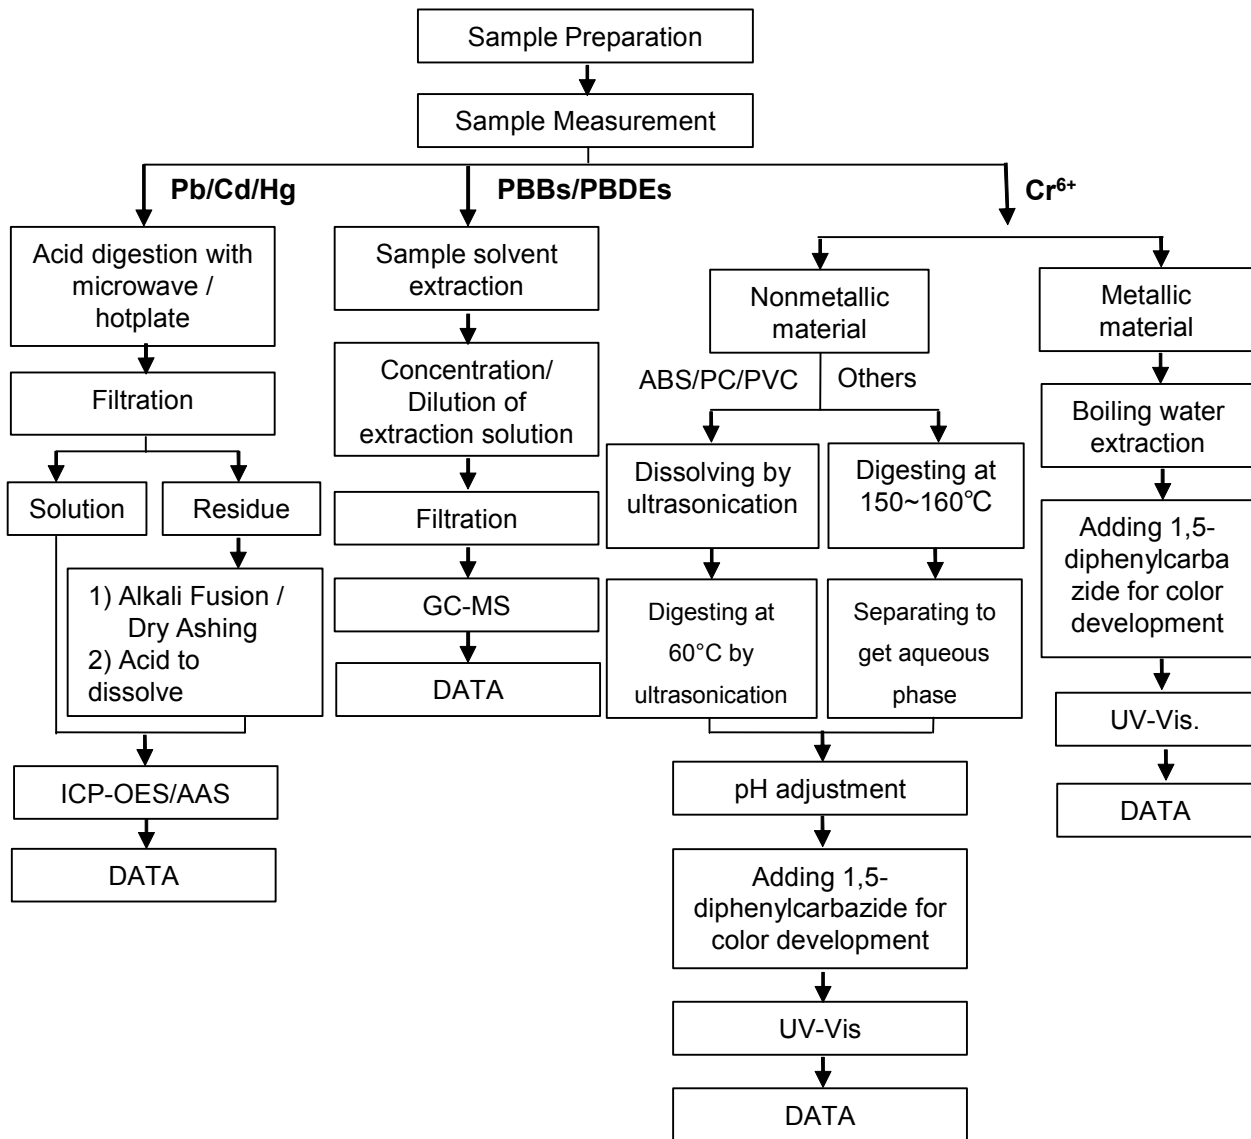 Sample Preparation
Sample Measurement
Pb/Cd/Hg
PBBs/PBDEs
Cr⁶⁺
Acid digestion with
microwave /
hotplate
Filtration
Solution
Residue
1) Alkali Fusion /
Dry Ashing
2) Acid to
dissolve
ICP-OES/AAS
DATA
Sample solvent
extraction
Concentration/
Dilution of
extraction solution
Filtration
GC-MS
DATA
Nonmetallic
material
ABS/PC/PVC
Others
Dissolving by
ultrasonication
Digesting at
60°C by
ultrasonication
Digesting at
150~160℃
Separating to
get aqueous
phase
pH adjustment
Adding 1,5-
diphenylcarbazide for
color development
UV-Vis
DATA
Metallic
material
Boiling water
extraction
Adding 1,5-
diphenylcarba
zide for color
development
UV-Vis.
DATA